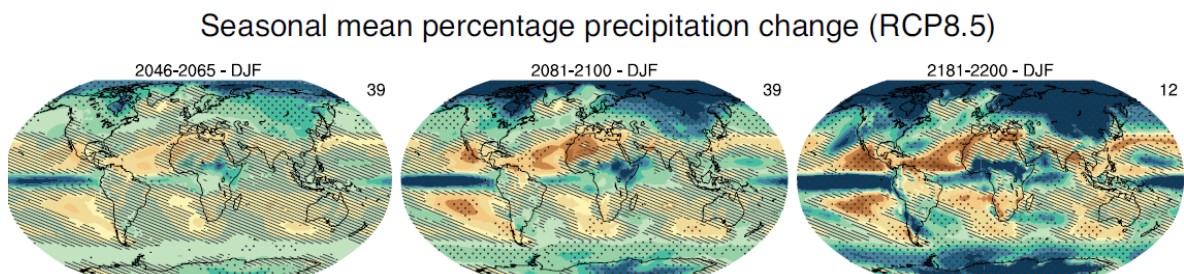 Seasonal mean percentage precipitation change (RCP8.5)
2046-2065 - DJF
39
2081-2100 - DJF
39
2181-2200 - DJF
12